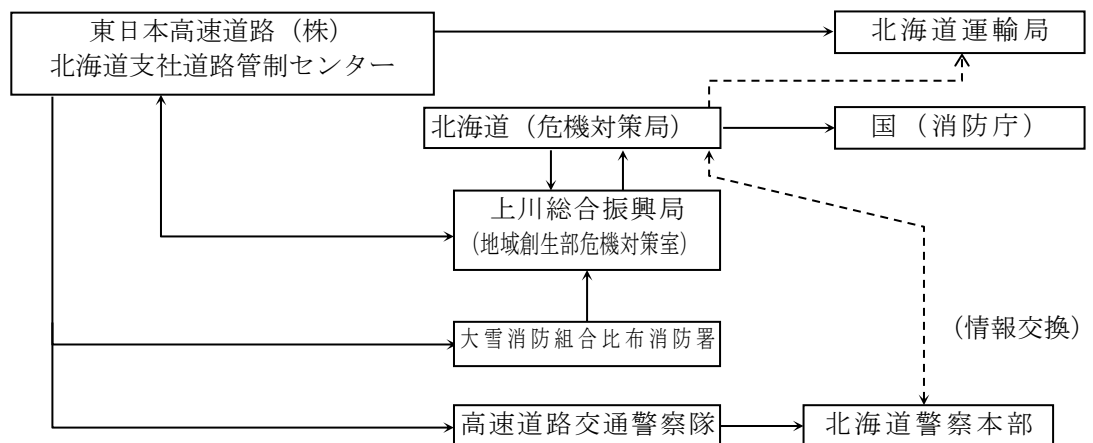 東日本高速道路（株）
北海道支社道路管制センター
北海道運輸局
北海道（危機対策局）
国（消防庁）
上川総合振興局
（地域創生部危機対策室）
大雪消防組合比布消防署
（情報交換）
高速道路交通警察隊
北海道警察本部